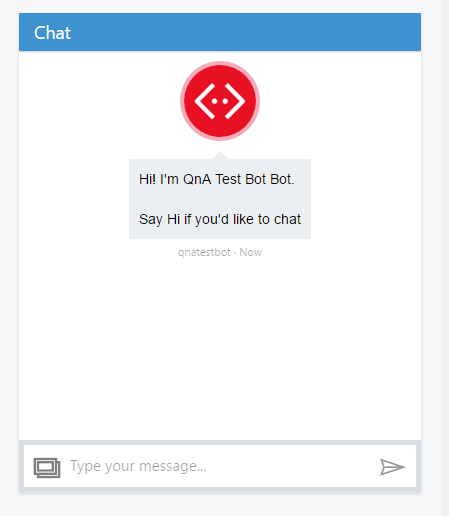 Chat
Hi! I'm QnA Test Bot Bot.
Say Hi if you'd like to chat
qnatestbot · Now
Type your message...